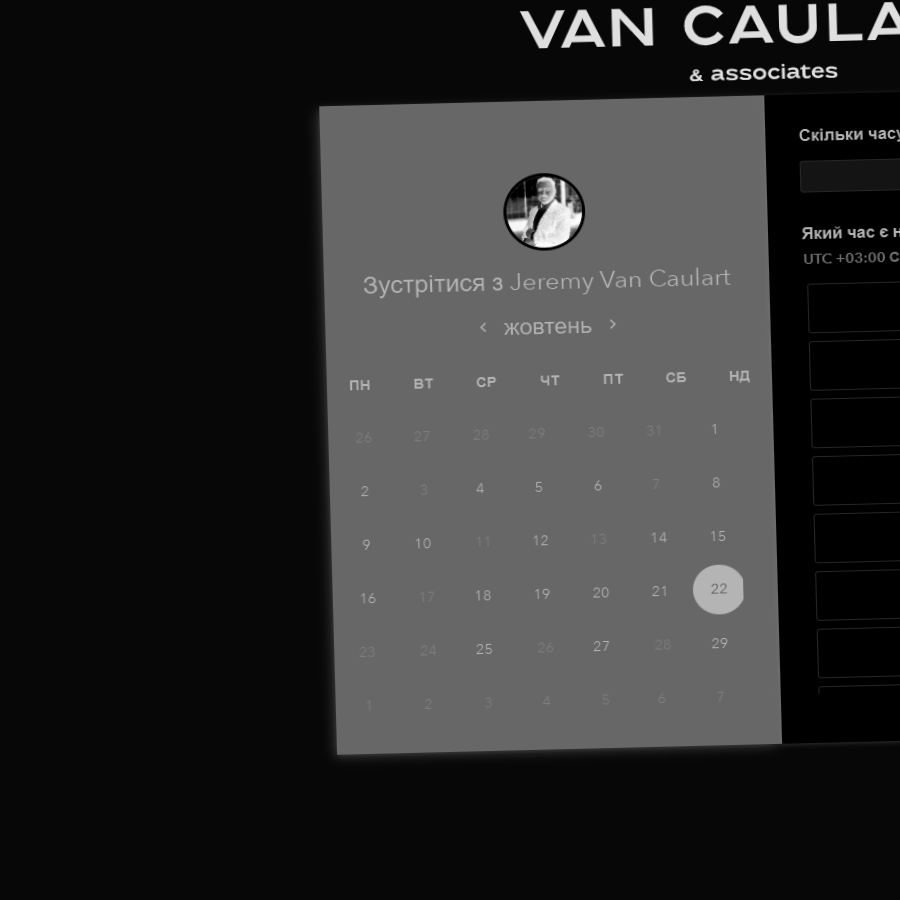 VAN CAULA
& associates
Скільки часу
Який час є н
UTC +03:00 С
Зустрітися з Jeremy Van Caulart
‹ жовтень ›
ПН ВТ СР ЧТ ПТ СБ НД
26 27 28 29 30 31 1
2 3 4 5 6 7 8
9 10 11 12 13 14 15
16 17 18 19 20 21 22
23 24 25 26 27 28 29
1 2 3 4 5 6 7